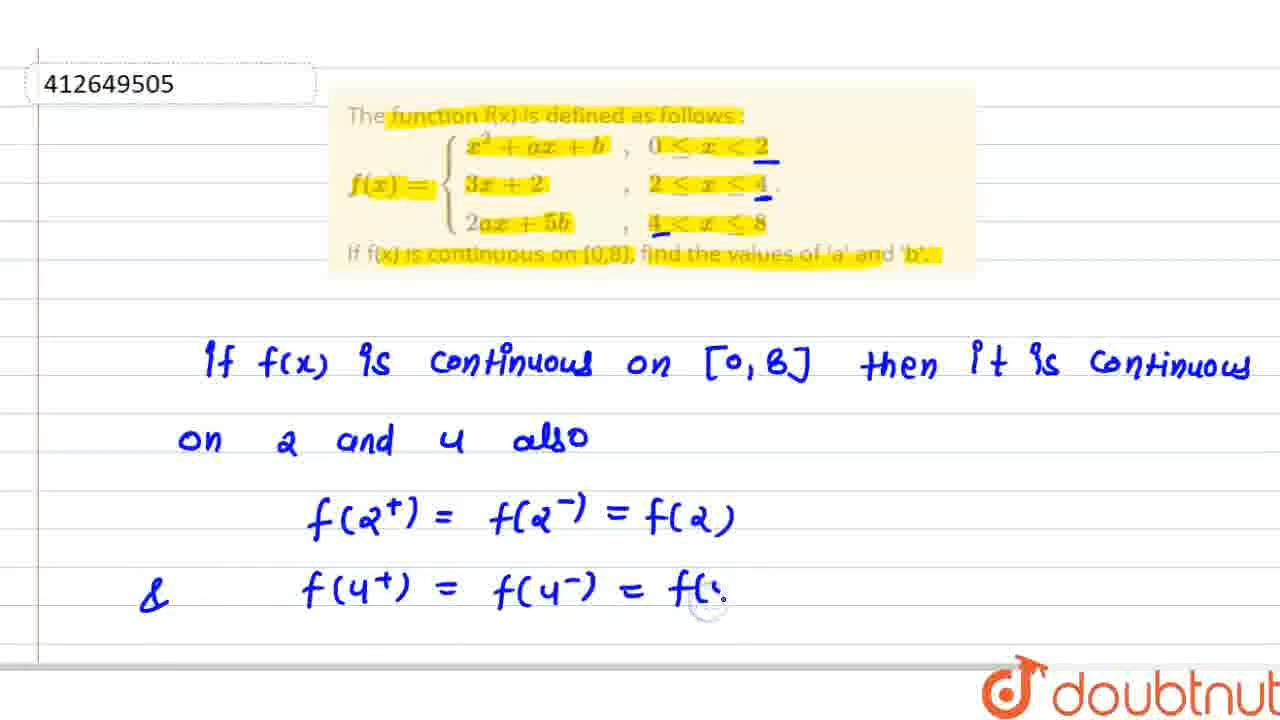 412649505
The function f(x) is defined as follows :
f(x) = { x² + ax + b , 0 ≤ x < 2
3x + 2 , 2 ≤ x ≤ 4 .
2ax + 5b , 4 < x ≤ 8
If f(x) is continuous on [0,8], find the values of 'a' and 'b'.
If f(x) is continuous on [0, 8] then it is continuous
on 2 and 4 also
f(2⁺) = f(2⁻) = f(2)
& f(4⁺) = f(4⁻) = f(
doubtnut